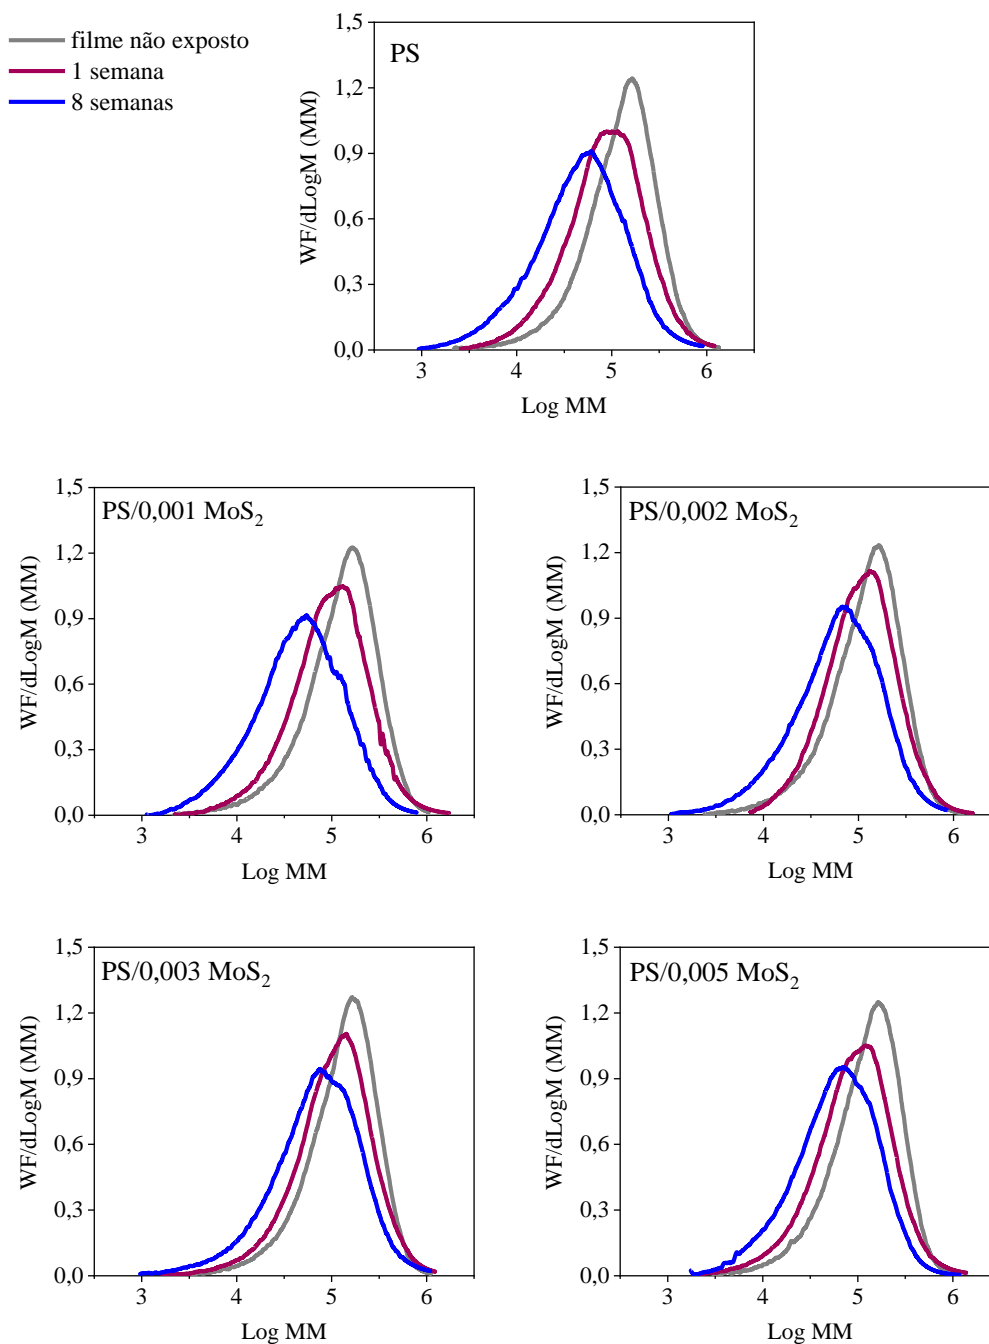 filme não exposto
1 semana
8 semanas
PS
WF/dLogM (MM)
1,5
1,2
0,9
0,6
0,3
0,0
3 4 5 6
Log MM
PS/0,001 MoS₂
WF/dLogM (MM)
1,5
1,2
0,9
0,6
0,3
0,0
3 4 5 6
Log MM
PS/0,002 MoS₂
WF/dLogM (MM)
1,5
1,2
0,9
0,6
0,3
0,0
3 4 5 6
Log MM
PS/0,003 MoS₂
WF/dLogM (MM)
1,5
1,2
0,9
0,6
0,3
0,0
3 4 5 6
Log MM
PS/0,005 MoS₂
WF/dLogM (MM)
1,5
1,2
0,9
0,6
0,3
0,0
3 4 5 6
Log MM